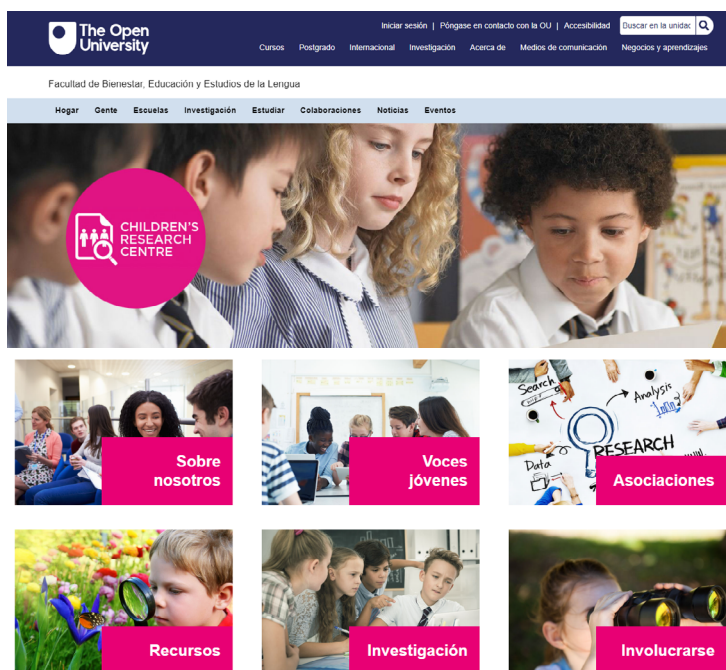 The Open
University
Iniciar sesión | Póngase en contacto con la OU | Accesibilidad
Buscar en la unidac
Cursos Postgrado Internacional Investigación Acerca de Medios de comunicación Negocios y aprendizajes
Facultad de Bienestar, Educación y Estudios de la Lengua
Hogar Gente Escuelas Investigación Estudiar Colaboraciones Noticias Eventos
CHILDREN'S
RESEARCH
CENTRE
Sobre
nosotros
Voces
jóvenes
Search
Analysis
RESEARCH
Data
Asociaciones
Recursos
Investigación
Involucrarse